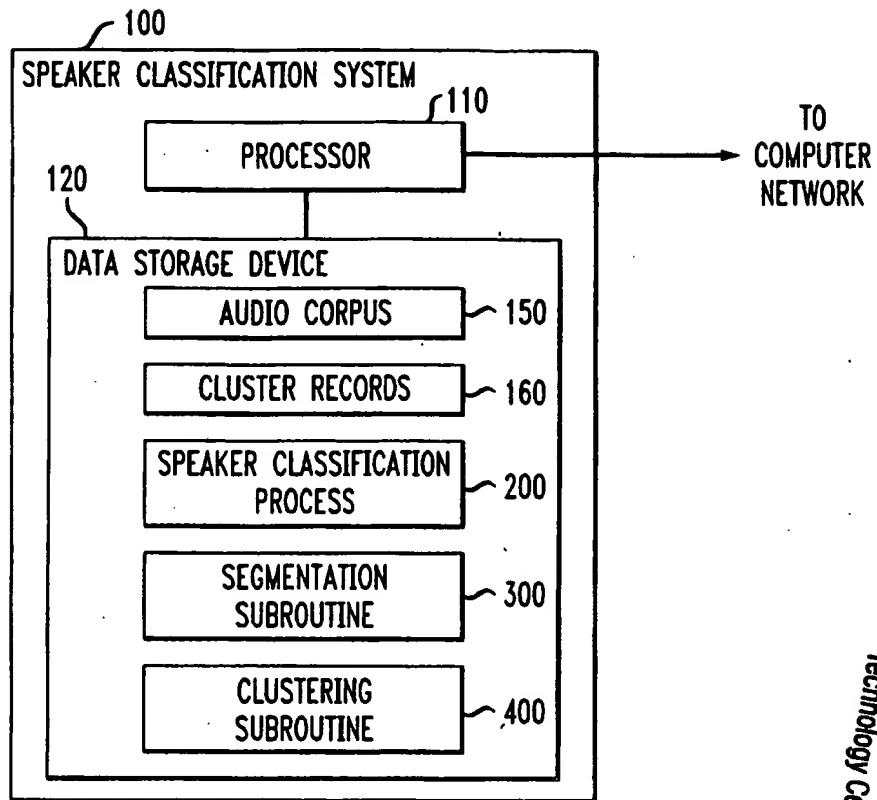 100
SPEAKER CLASSIFICATION SYSTEM
110
PROCESSOR
TO
COMPUTER
NETWORK
120
DATA STORAGE DEVICE
AUDIO CORPUS
150
CLUSTER RECORDS
160
SPEAKER CLASSIFICATION
PROCESS
200
SEGMENTATION
SUBROUTINE
300
CLUSTERING
SUBROUTINE
400
Technology